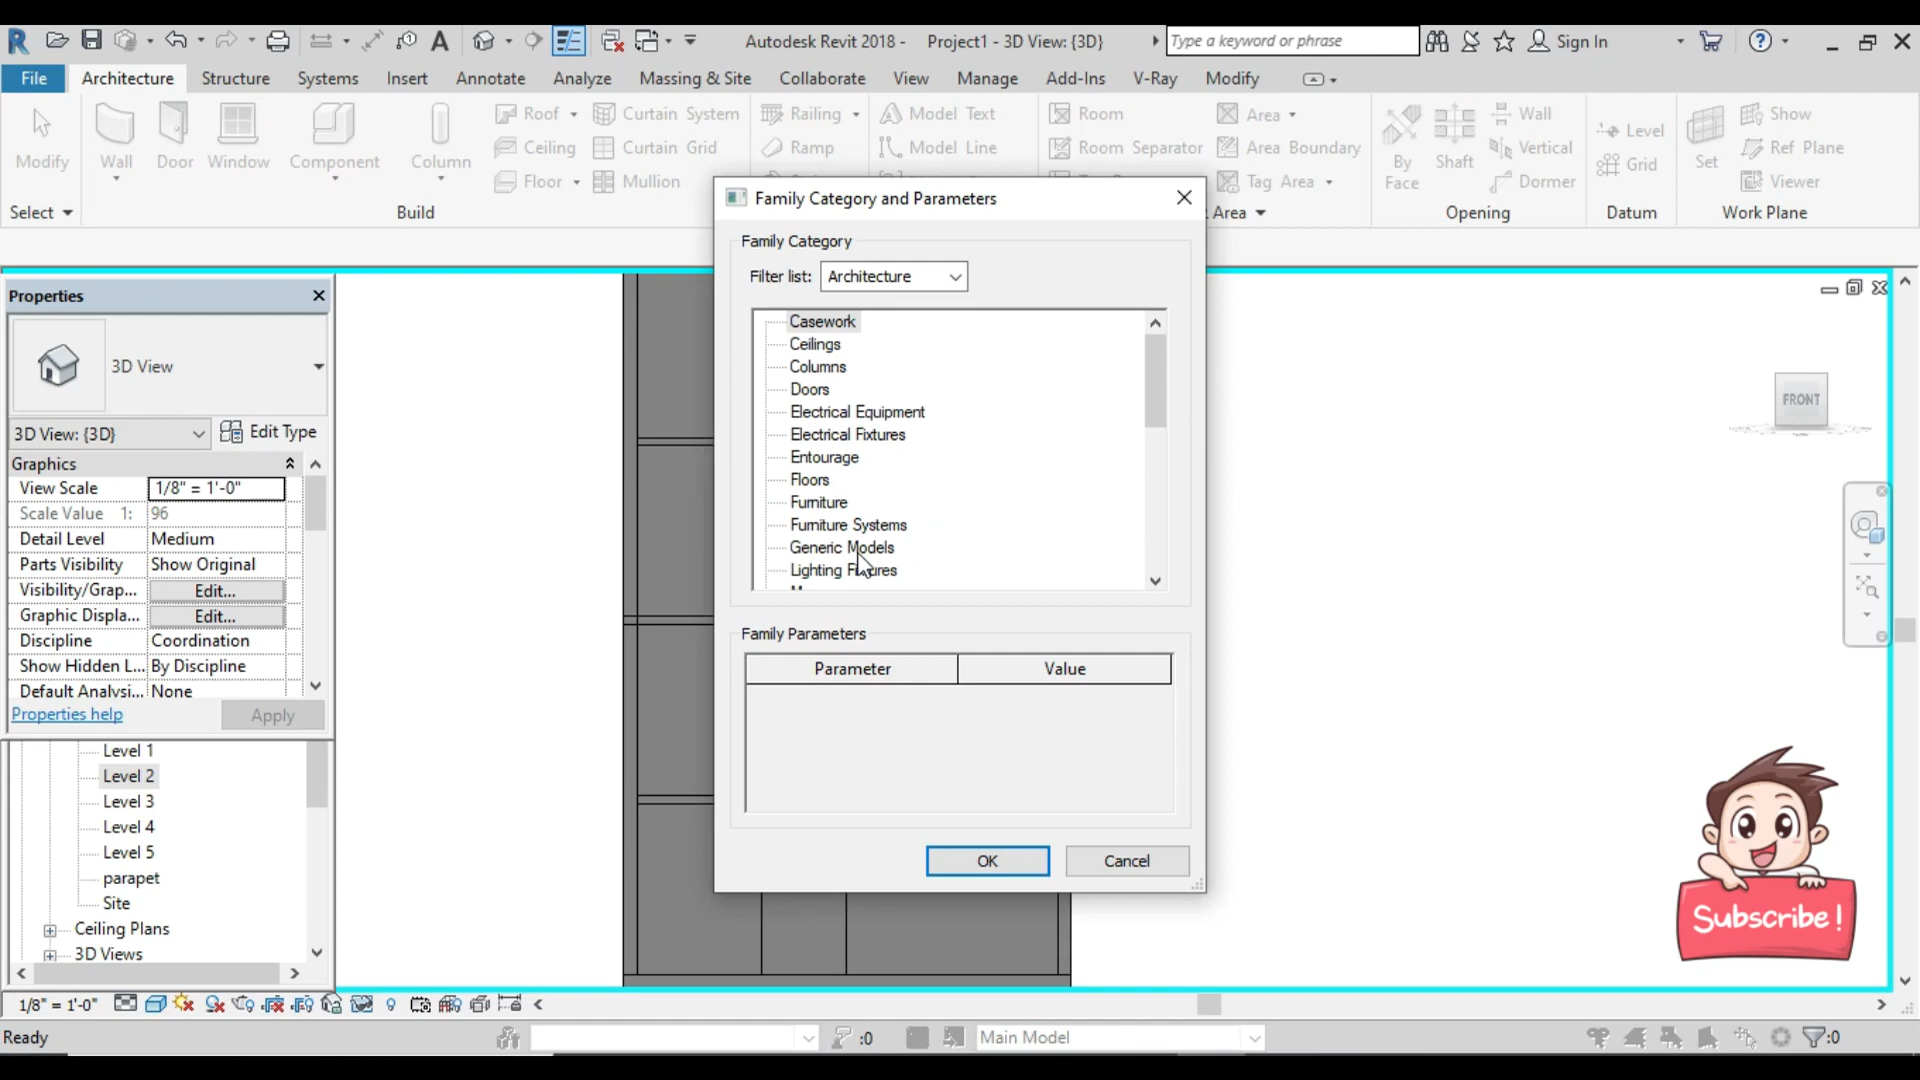 Autodesk Revit 2018 - Project1 - 3D View: {3D} Type a keyword or phrase Sign In
File Architecture Structure Systems Insert Annotate Analyze Massing & Site Collaborate View Manage Add-Ins V-Ray Modify
Modify Wall Door Window Component Column
Roof Curtain System Railing Model Text Room Area Wall Show
Ceiling Curtain Grid Ramp Model Line Room Separator Area Boundary Vertical Level Ref Plane
Floor Mullion Tag Area Dormer Grid Viewer
By Face Shaft Set
Select Build Area Opening Datum Work Plane
Family Category and Parameters
Family Category
Filter list: Architecture
Casework
Ceilings
Columns
Doors
Electrical Equipment
Electrical Fixtures
Entourage
Floors
Furniture
Furniture Systems
Generic Models
Lighting Fixtures
Family Parameters
Parameter Value
OK Cancel
Properties
3D View
3D View: {3D} Edit Type
Graphics
View Scale 1/8" = 1'-0"
Scale Value 1: 96
Detail Level Medium
Parts Visibility Show Original
Visibility/Grap... Edit...
Graphic Displa... Edit...
Discipline Coordination
Show Hidden L... By Discipline
Default Analysi... None
Properties help Apply
Level 1
Level 2
Level 3
Level 4
Level 5
parapet
Site
Ceiling Plans
3D Views
FRONT
Subscribe !
1/8" = 1'-0"
Ready :0 Main Model :0